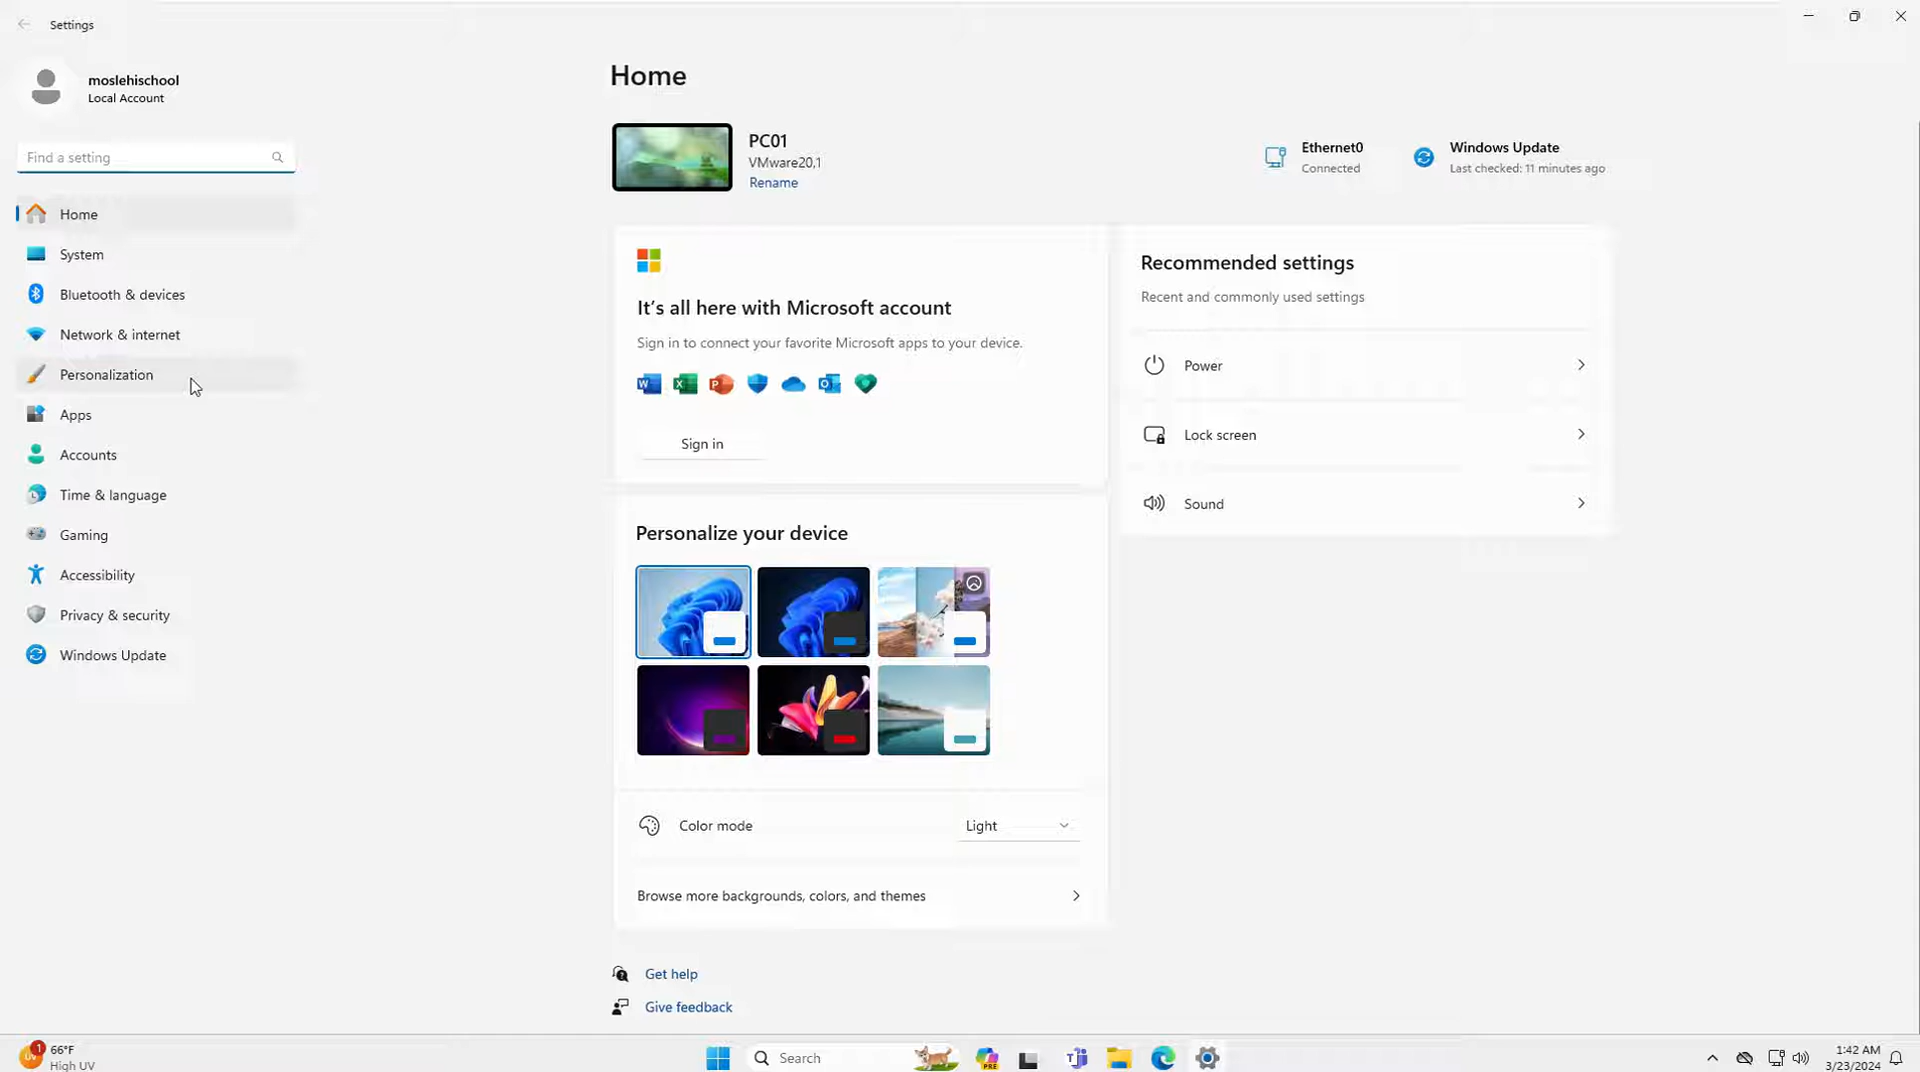 Settings
moslehischool
Local Account
Find a setting
Home
System
Bluetooth & devices
Network & internet
Personalization
Apps
Accounts
Time & language
Gaming
Accessibility
Privacy & security
Windows Update
Home
PC01
VMware20,1
Rename
Ethernet0
Connected
Windows Update
Last checked: 11 minutes ago
It's all here with Microsoft account
Sign in to connect your favorite Microsoft apps to your device.
Sign in
Recommended settings
Recent and commonly used settings
Power
Lock screen
Sound
Personalize your device
Color mode
Light
Browse more backgrounds, colors, and themes
Get help
Give feedback
UV
1
66°F
High UV
Search
PRE
1:42 AM
3/23/2024